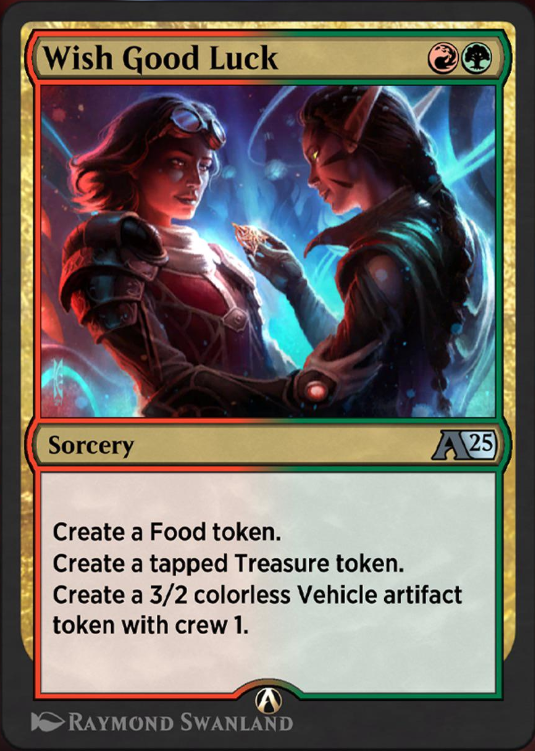 Wish Good Luck
Sorcery
A25
Create a Food token.
Create a tapped Treasure token.
Create a 3/2 colorless Vehicle artifact
token with crew 1.
A
Raymond Swanland